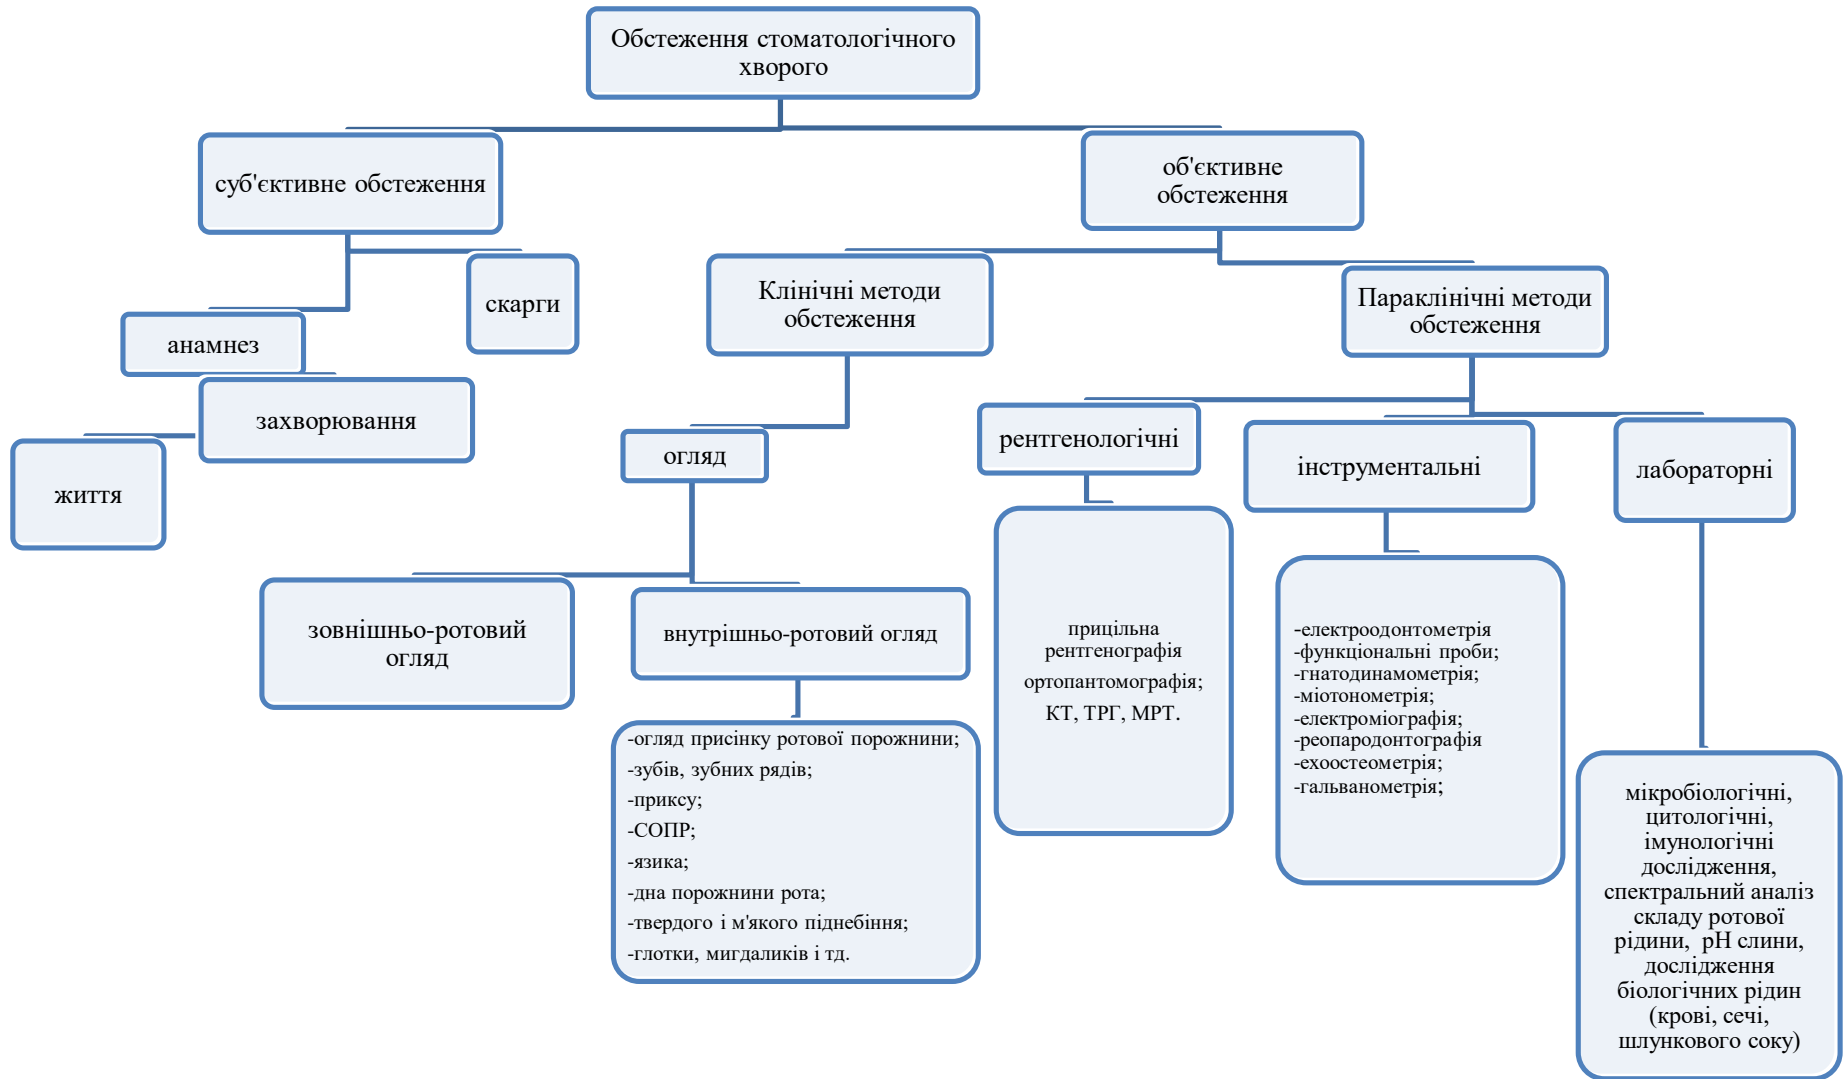 Обстеження стоматологічного
хворого
суб'єктивне обстеження
об'єктивне
обстеження
скарги
анамнез
захворювання
життя
Клінічні методи
обстеження
Параклінічні методи
обстеження
огляд
зовнішньо-ротовий
огляд
внутрішньо-ротовий огляд
-огляд присінку ротової порожнини;
-зубів, зубних рядів;
-приксу;
-СОПР;
-язика;
-дна порожнини рота;
-твердого і м'якого піднебіння;
-глотки, мигдаликів і тд.
рентгенологічні
прицільна
рентгенографія
ортопантомографія;
КТ, ТРГ, МРТ.
інструментальні
-електроодонтометрія
-функціональні проби;
-гнатодинамометрія;
-міотонометрія;
-електроміографія;
-реопародонтографія
-ехоостеометрія;
-гальванометрія;
лабораторні
мікробіологічні,
цитологічні,
імунологічні
дослідження,
спектральний аналіз
складу ротової
рідини, рН слини,
дослідження
біологічних рідин
(крові, сечі,
шлункового соку)